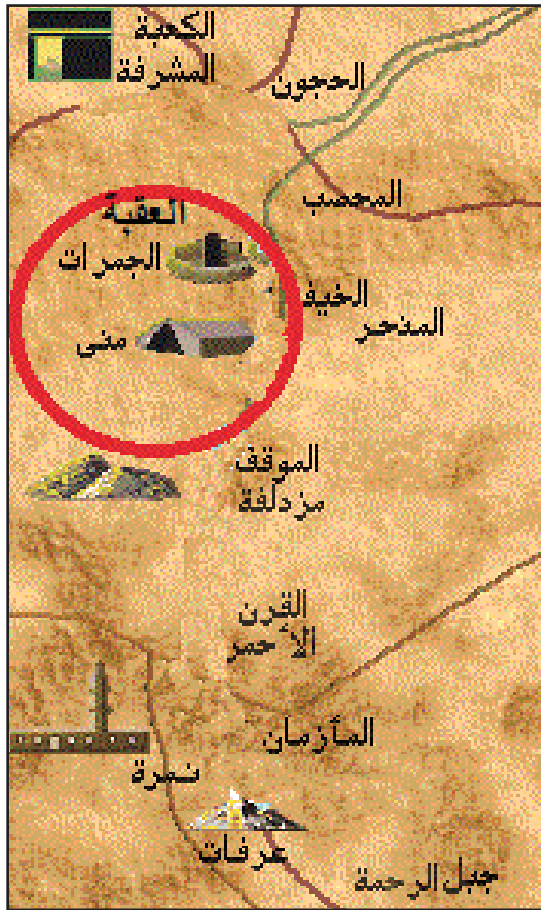 الكعبة
المشرفة
الحجون
المحصب
العقبة
الجمرات
الخيف
المنحر
منى
الموقف
مزدلفة
القرن
الأحمر
المأزمان
نمرة
عرفات
جبل الرحمة